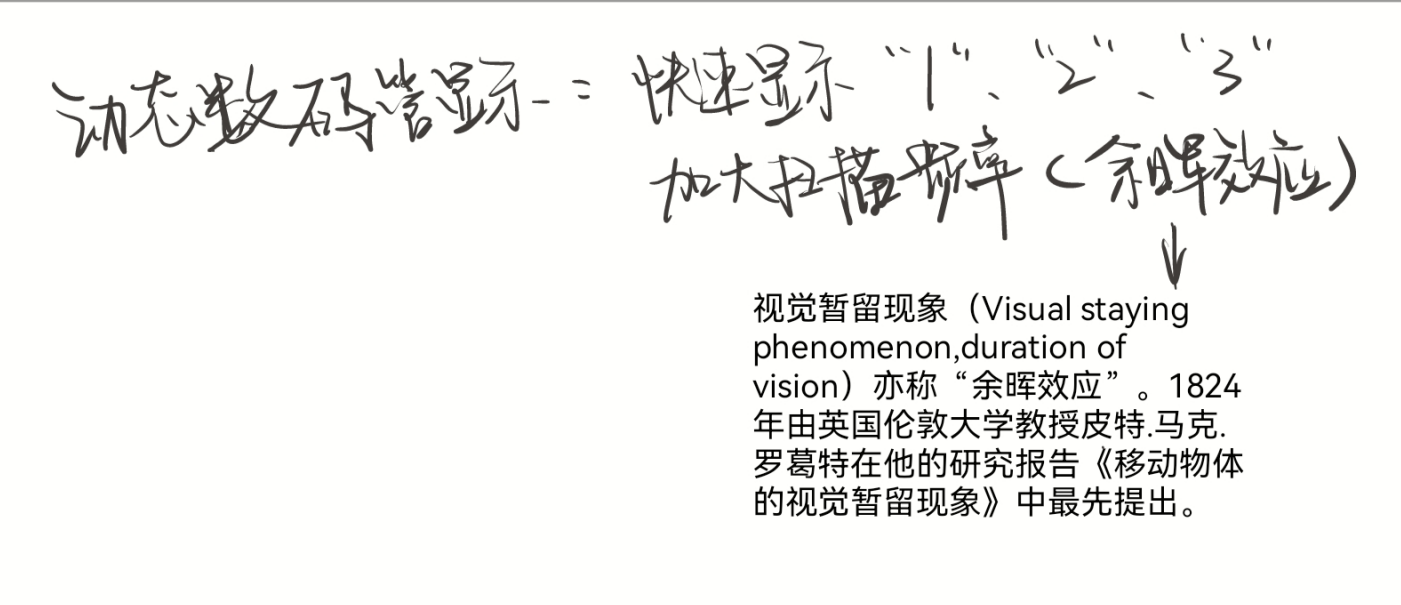 动态数码管显示 = 快速显示 “1”、“2”、“3”
加大扫描频率(余晖效应)
视觉暂留现象（Visual staying
phenomenon,duration of
vision）亦称“余晖效应”。1824
年由英国伦敦大学教授皮特.马克.
罗葛特在他的研究报告《移动物体
的视觉暂留现象》中最先提出。